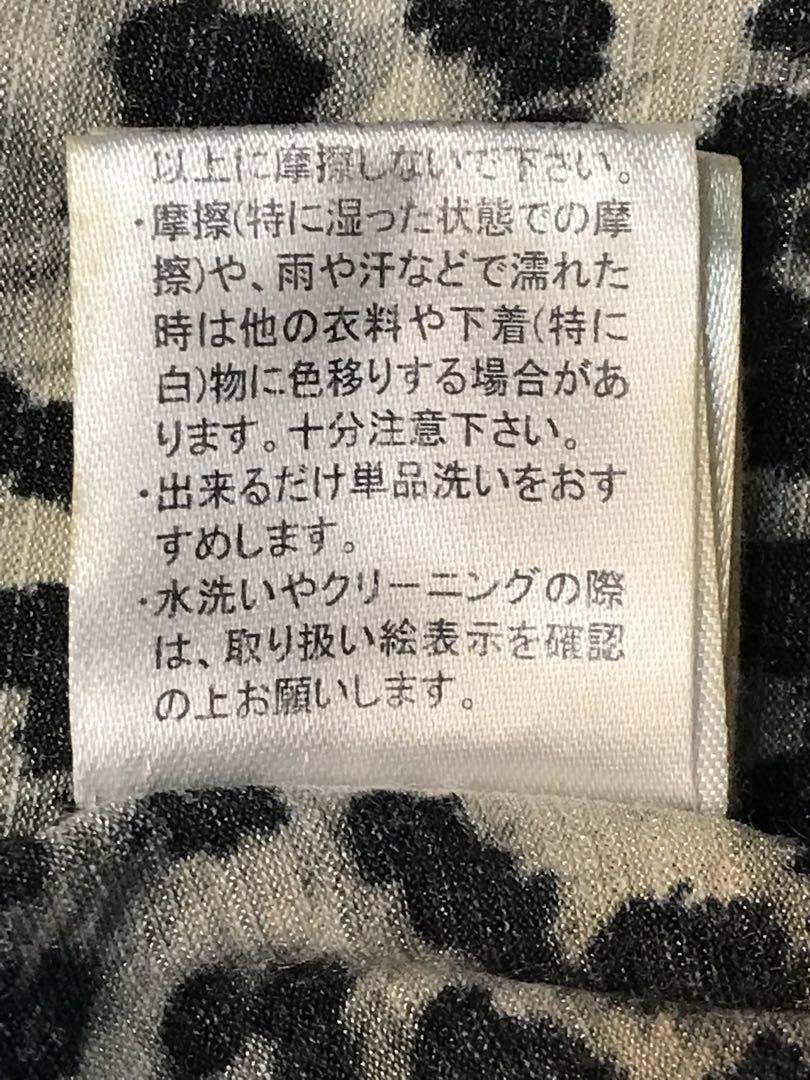 以上に摩擦しないで下さい。
・摩擦(特に湿った状態での摩
擦)や、雨や汗などで濡れた
時は他の衣料や下着(特に
白)物に色移りする場合があ
ります。十分注意下さい。
・出来るだけ単品洗いをおす
すめします。
・水洗いやクリーニングの際
は、取り扱い絵表示を確認
の上お願いします。